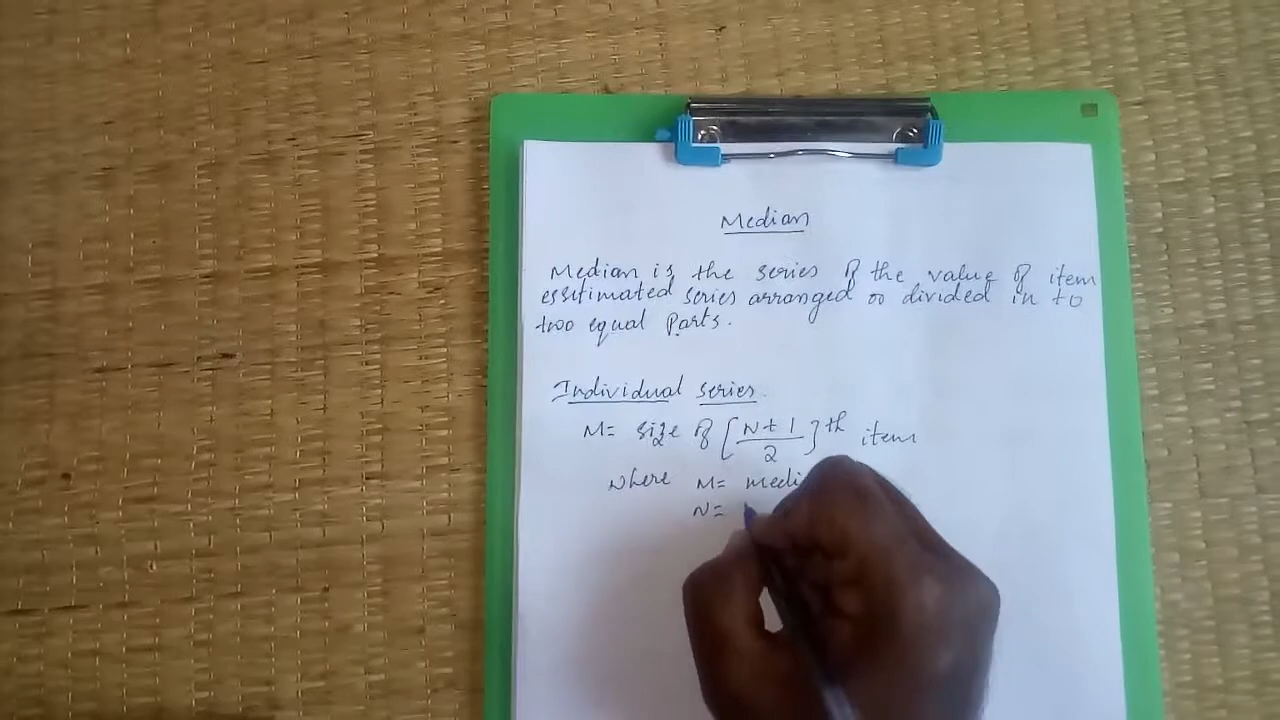 Median
Median is the series of the value of item
essitimated series arranged or divided in to
two equal Parts.
Individual series.
M= size of [N+1/2]th item
where M= medi
N=